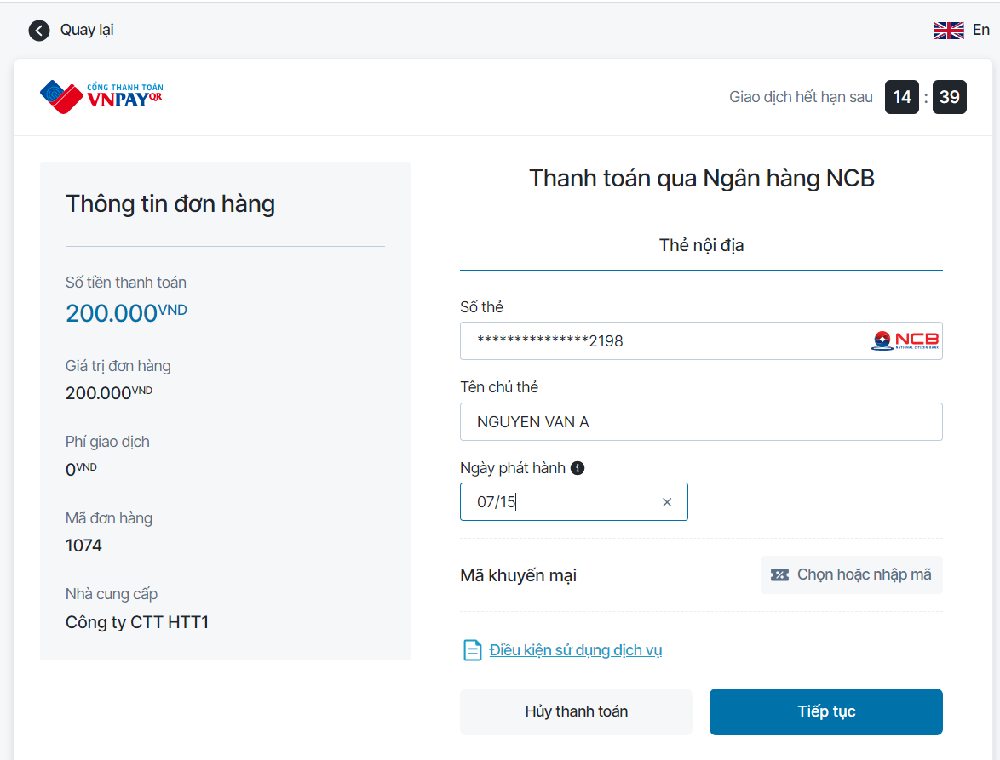 Quay lại
En
CỔNG THANH TOÁN
VNPAYQR
Giao dịch hết hạn sau 14 : 39
Thông tin đơn hàng
Số tiền thanh toán
200.000VND
Giá trị đơn hàng
200.000VND
Phí giao dịch
0VND
Mã đơn hàng
1074
Nhà cung cấp
Công ty CTT HTT1
Thanh toán qua Ngân hàng NCB
Thẻ nội địa
Số thẻ
***************2198
NCB
NATIONAL CITIZEN BANK
Tên chủ thẻ
NGUYEN VAN A
Ngày phát hành
07/15
Mã khuyến mại
Chọn hoặc nhập mã
Điều kiện sử dụng dịch vụ
Hủy thanh toán
Tiếp tục